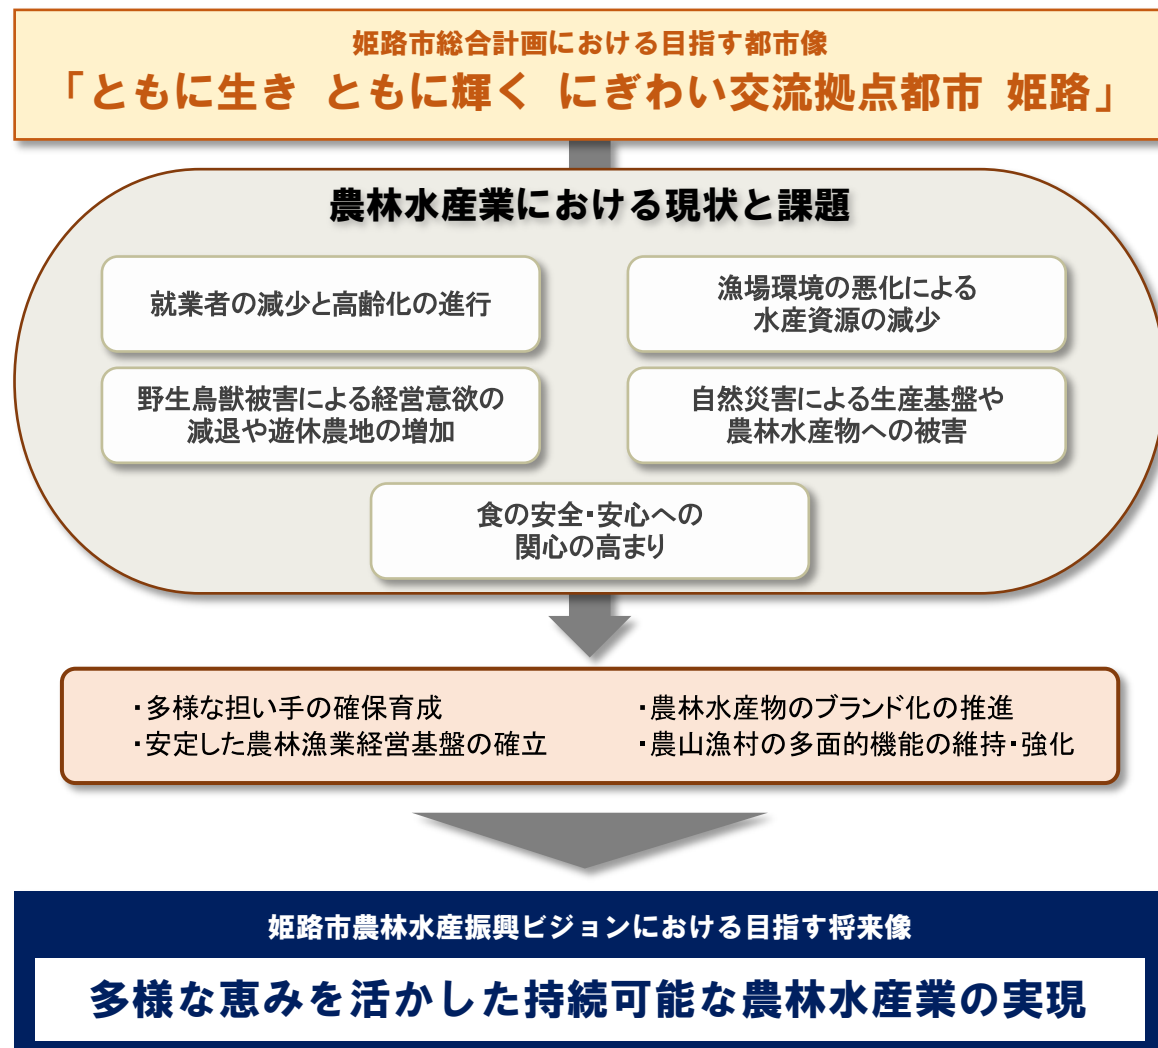 姫路市総合計画における目指す都市像
「ともに生き ともに輝く にぎわい交流拠点都市 姫路」
農林水産業における現状と課題
就業者の減少と高齢化の進行
漁場環境の悪化による
水産資源の減少
野生鳥獣被害による経営意欲の
減退や遊休農地の増加
自然災害による生産基盤や
農林水産物への被害
食の安全・安心への
関心の高まり
・多様な担い手の確保育成
・安定した農林漁業経営基盤の確立
・農林水産物のブランド化の推進
・農山漁村の多面的機能の維持・強化
姫路市農林水産振興ビジョンにおける目指す将来像
多様な恵みを活かした持続可能な農林水産業の実現